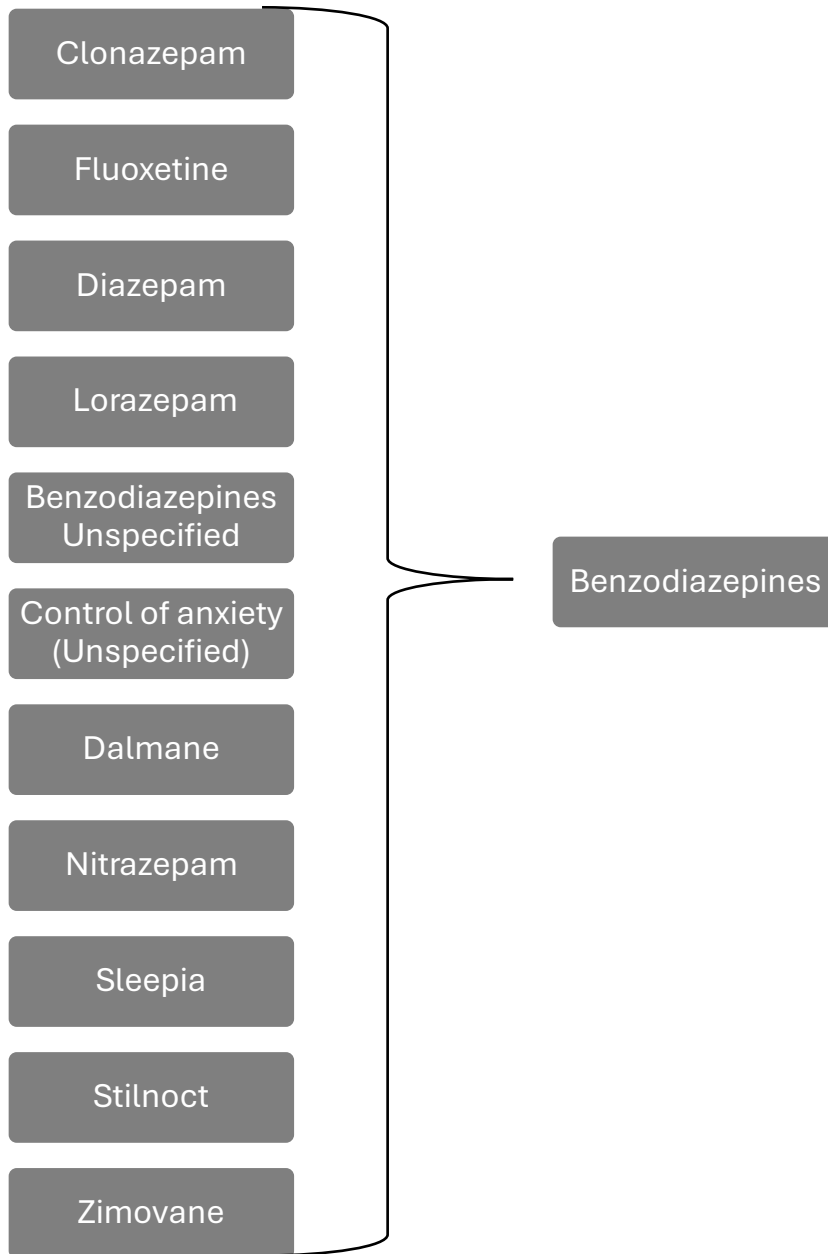 Clonazepam
Fluoxetine
Diazepam
Lorazepam
Benzodiazepines
Unspecified
Control of anxiety
(Unspecified)
Dalmane
Nitrazepam
Sleepia
Stilnoct
Zimovane
Benzodiazepines